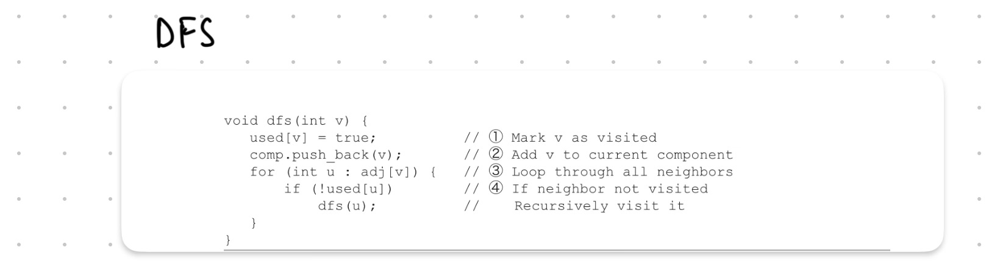 DFS
void dfs(int v) {
used[v] = true; // ① Mark v as visited
comp.push_back(v); // ② Add v to current component
for (int u : adj[v]) { // ③ Loop through all neighbors
if (!used[u]) // ④ If neighbor not visited
dfs(u); // Recursively visit it
}
}